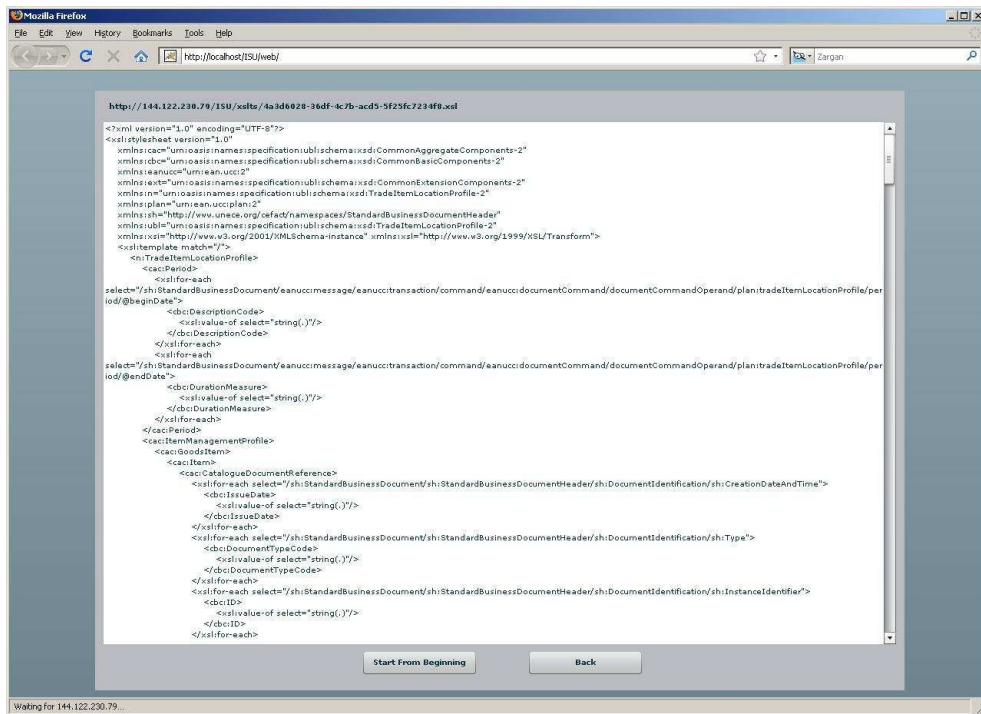 Mozilla Firefox
File Edit View History Bookmarks Tools Help
http://localhost/ISU/web/
Zargan
http://144.122.230.79/ISU/xslts/4a3d6028-36df-4c7b-acd5-5f25fc7234f8.xsl
<?xml version="1.0" encoding="UTF-8"?>
<xsl:stylesheet version="1.0"
xmlns:cac="urn:oasis:names:specification:ubl:schema:xsd:CommonAggregateComponents-2"
xmlns:cbc="urn:oasis:names:specification:ubl:schema:xsd:CommonBasicComponents-2"
xmlns:eanucc="urn:ean.ucc:2"
xmlns:ext="urn:oasis:names:specification:ubl:schema:xsd:CommonExtensionComponents-2"
xmlns:n="urn:oasis:names:specification:ubl:schema:xsd:TradeItemLocationProfile-2"
xmlns:plan="urn:ean.ucc:plan:2"
xmlns:sh="http://www.unece.org/cefact/namespaces/StandardBusinessDocumentHeader"
xmlns:ubl="urn:oasis:names:specification:ubl:schema:xsd:TradeItemLocationProfile-2"
xmlns:xsi="http://www.w3.org/2001/XMLSchema-instance" xmlns:xsl="http://www.w3.org/1999/XSL/Transform">
<xsl:template match="/">
<n:TradeItemLocationProfile>
<cac:Period>
<xsl:for-each
select="/sh:StandardBusinessDocument/eanucc:message/eanucc:transaction/command/eanucc:documentCommand/documentCommandOperand/plan:tradeItemLocationProfile/per
iod/@beginDate">
<cbc:DescriptionCode>
<xsl:value-of select="string(.)"/>
</cbc:DescriptionCode>
</xsl:for-each>
<xsl:for-each
select="/sh:StandardBusinessDocument/eanucc:message/eanucc:transaction/command/eanucc:documentCommand/documentCommandOperand/plan:tradeItemLocationProfile/per
iod/@endDate">
<cbc:DurationMeasure>
<xsl:value-of select="string(.)"/>
</cbc:DurationMeasure>
</xsl:for-each>
</cac:Period>
<cac:ItemManagementProfile>
<cac:GoodsItem>
<cac:Item>
<cac:CatalogueDocumentReference>
<xsl:for-each select="/sh:StandardBusinessDocument/sh:StandardBusinessDocumentHeader/sh:DocumentIdentification/sh:CreationDateAndTime">
<cbc:IssueDate>
<xsl:value-of select="string(.)"/>
</cbc:IssueDate>
</xsl:for-each>
<xsl:for-each select="/sh:StandardBusinessDocument/sh:StandardBusinessDocumentHeader/sh:DocumentIdentification/sh:Type">
<cbc:DocumentTypeCode>
<xsl:value-of select="string(.)"/>
</cbc:DocumentTypeCode>
</xsl:for-each>
<xsl:for-each select="/sh:StandardBusinessDocument/sh:StandardBusinessDocumentHeader/sh:DocumentIdentification/sh:InstanceIdentifier">
<cbc:ID>
<xsl:value-of select="string(.)"/>
</cbc:ID>
</xsl:for-each>
Start From Beginning
Back
Waiting for 144.122.230.79...